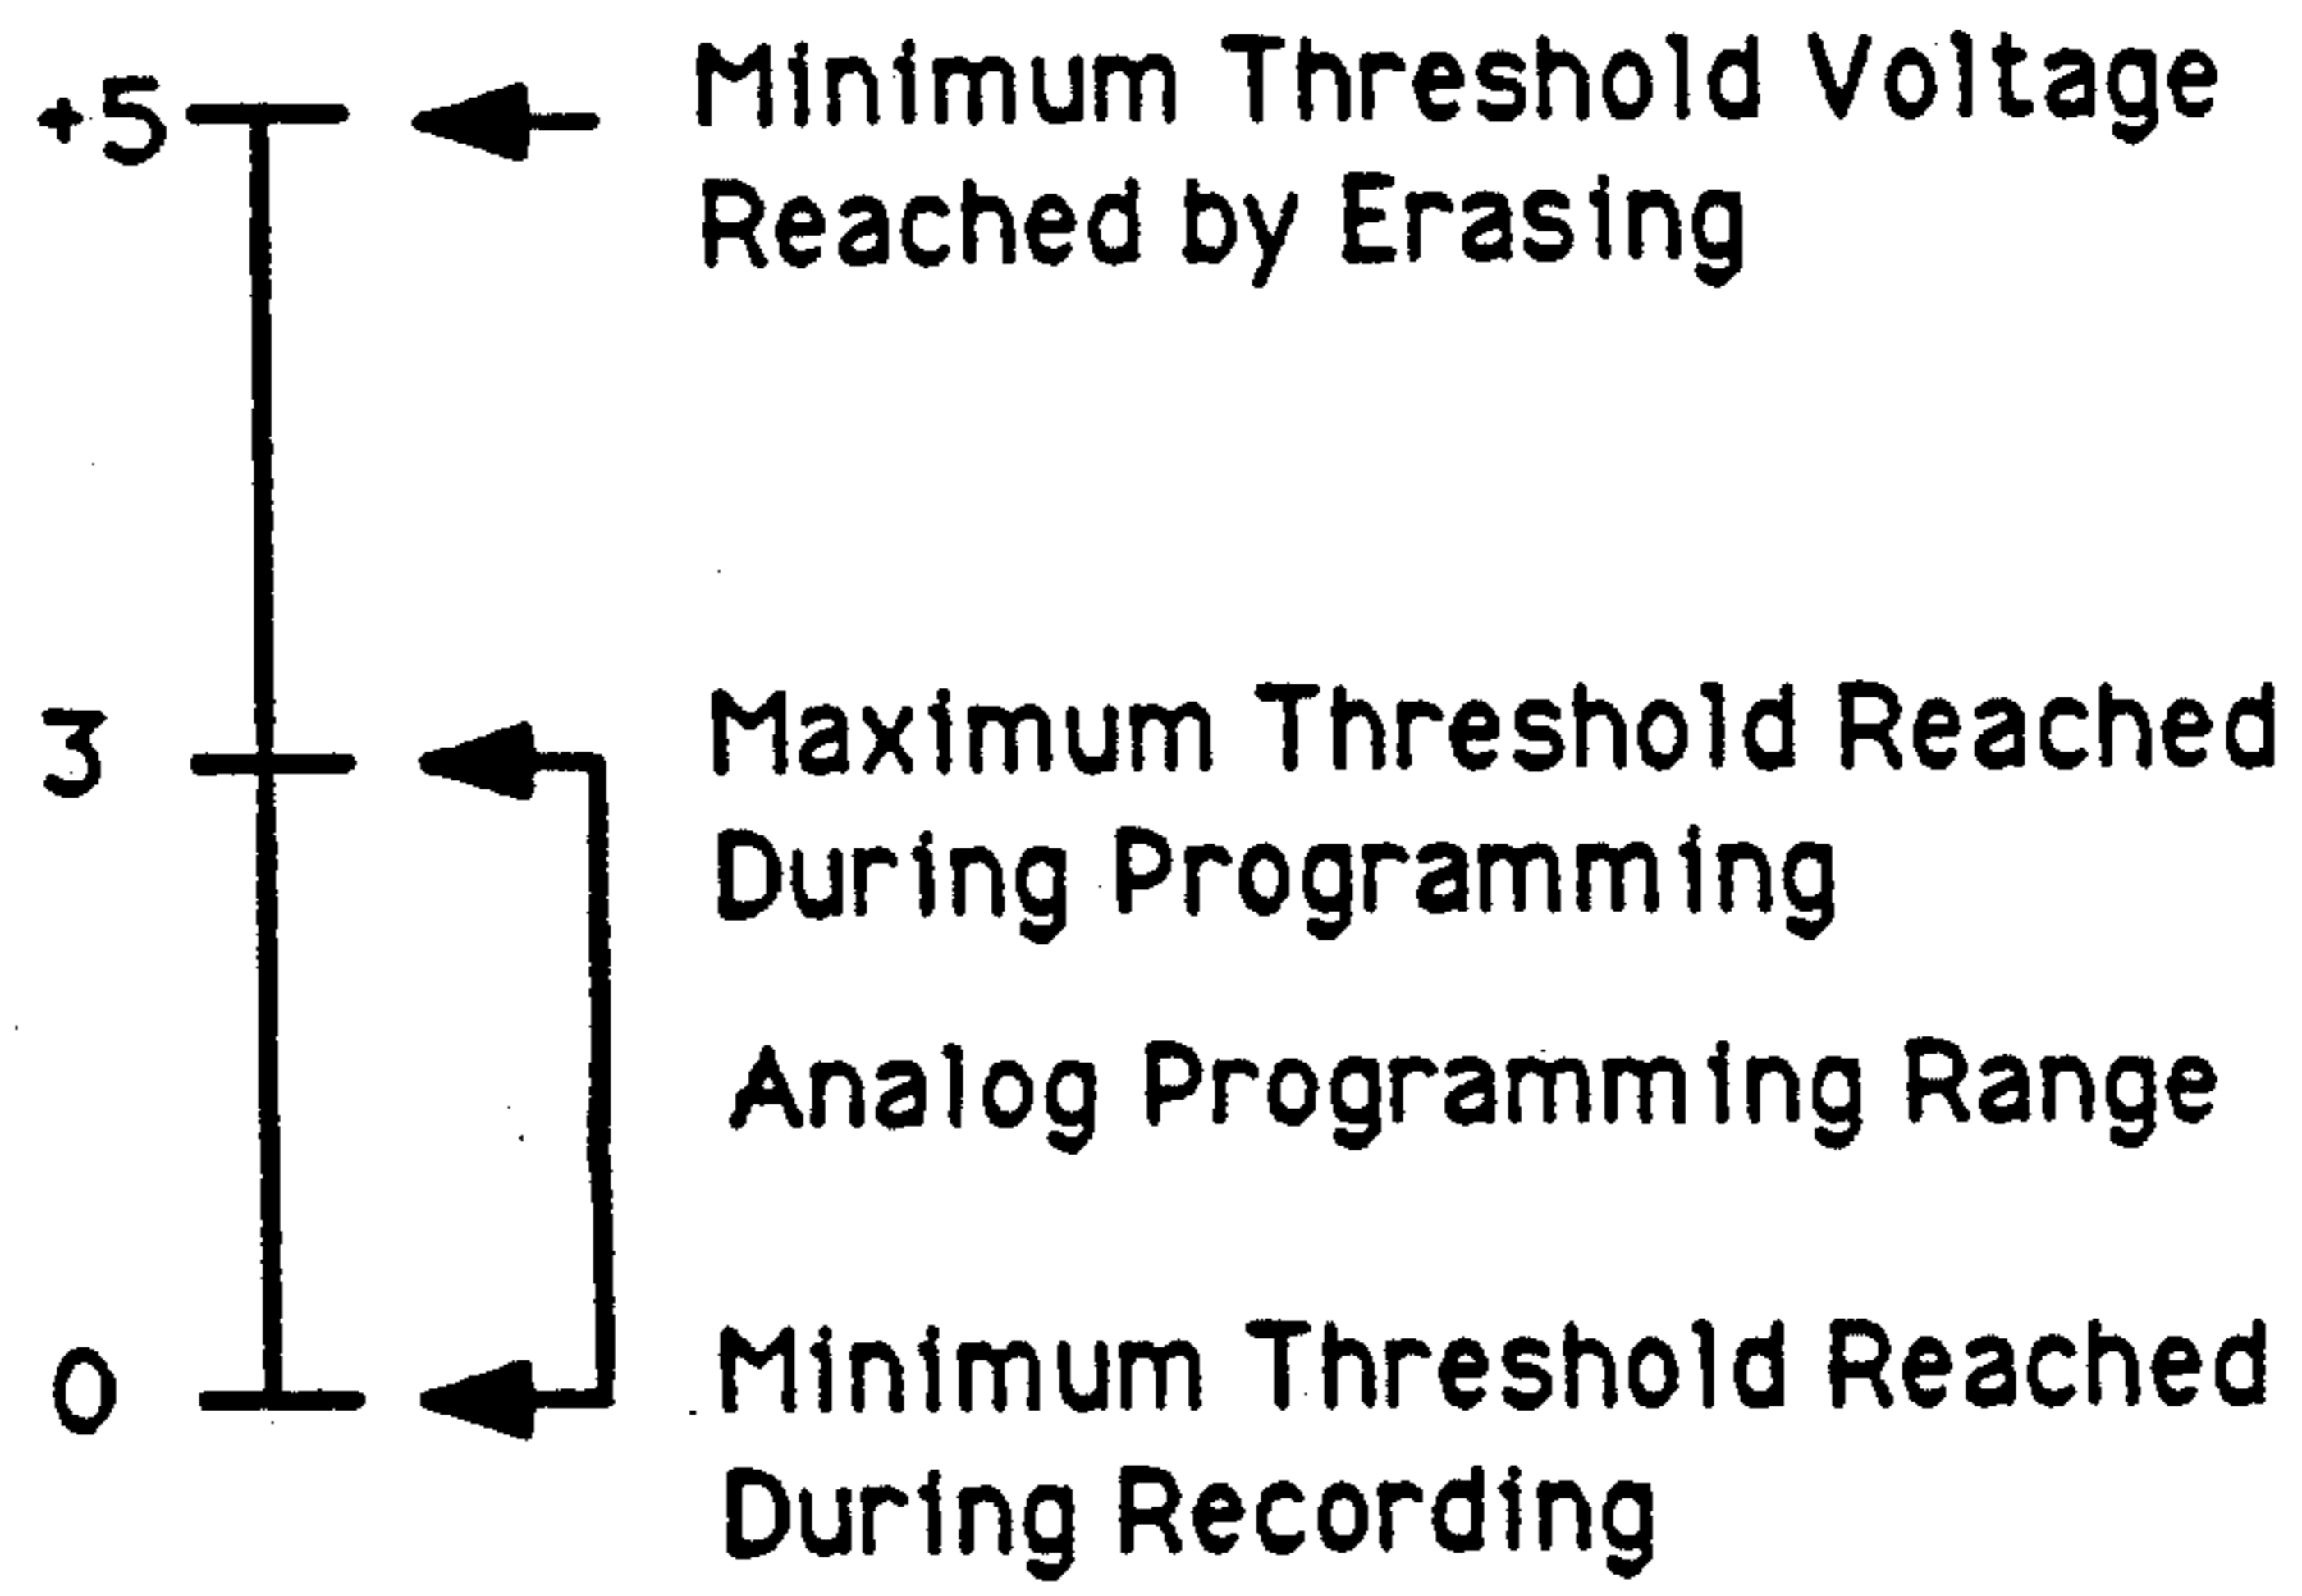 +5 Minimum Threshold Voltage
Reached by Erasing
3 Maximum Threshold Reached
During Programming
Analog Programming Range
0 Minimum Threshold Reached
During Recording